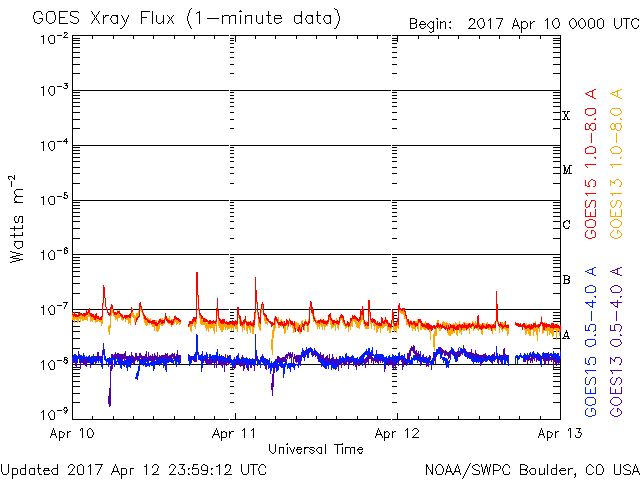 GOES Xray Flux (1-minute data)
Begin: 2017 Apr 10 0000 UTC
10⁻²
10⁻³
10⁻⁴
10⁻⁵
10⁻⁶
10⁻⁷
10⁻⁸
10⁻⁹
Watts m⁻²
X
M
C
B
A
GOES15 1.0-8.0 A
GOES13 1.0-8.0 A
GOES15 0.5-4.0 A
GOES13 0.5-4.0 A
Apr 10
Apr 11
Apr 12
Apr 13
Universal Time
Updated 2017 Apr 12 23:59:12 UTC
NOAA/SWPC Boulder, CO USA